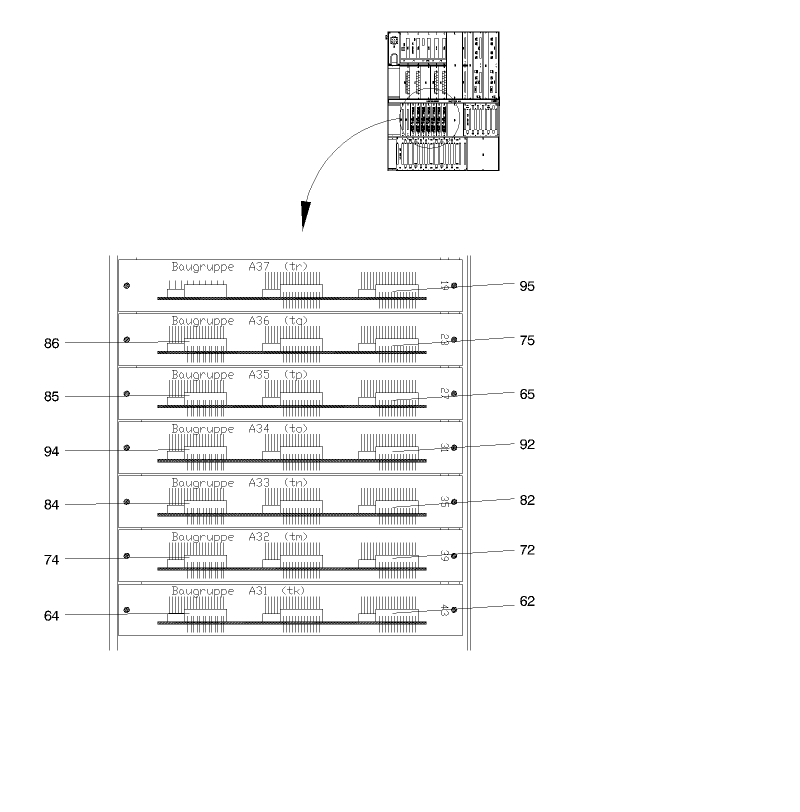 Baugruppe A37 (tr)
19
95
Baugruppe A36 (tq)
23
86
75
Baugruppe A35 (tp)
27
85
65
Baugruppe A34 (to)
31
94
92
Baugruppe A33 (tn)
35
84
82
Baugruppe A32 (tm)
39
74
72
Baugruppe A31 (tk)
43
64
62